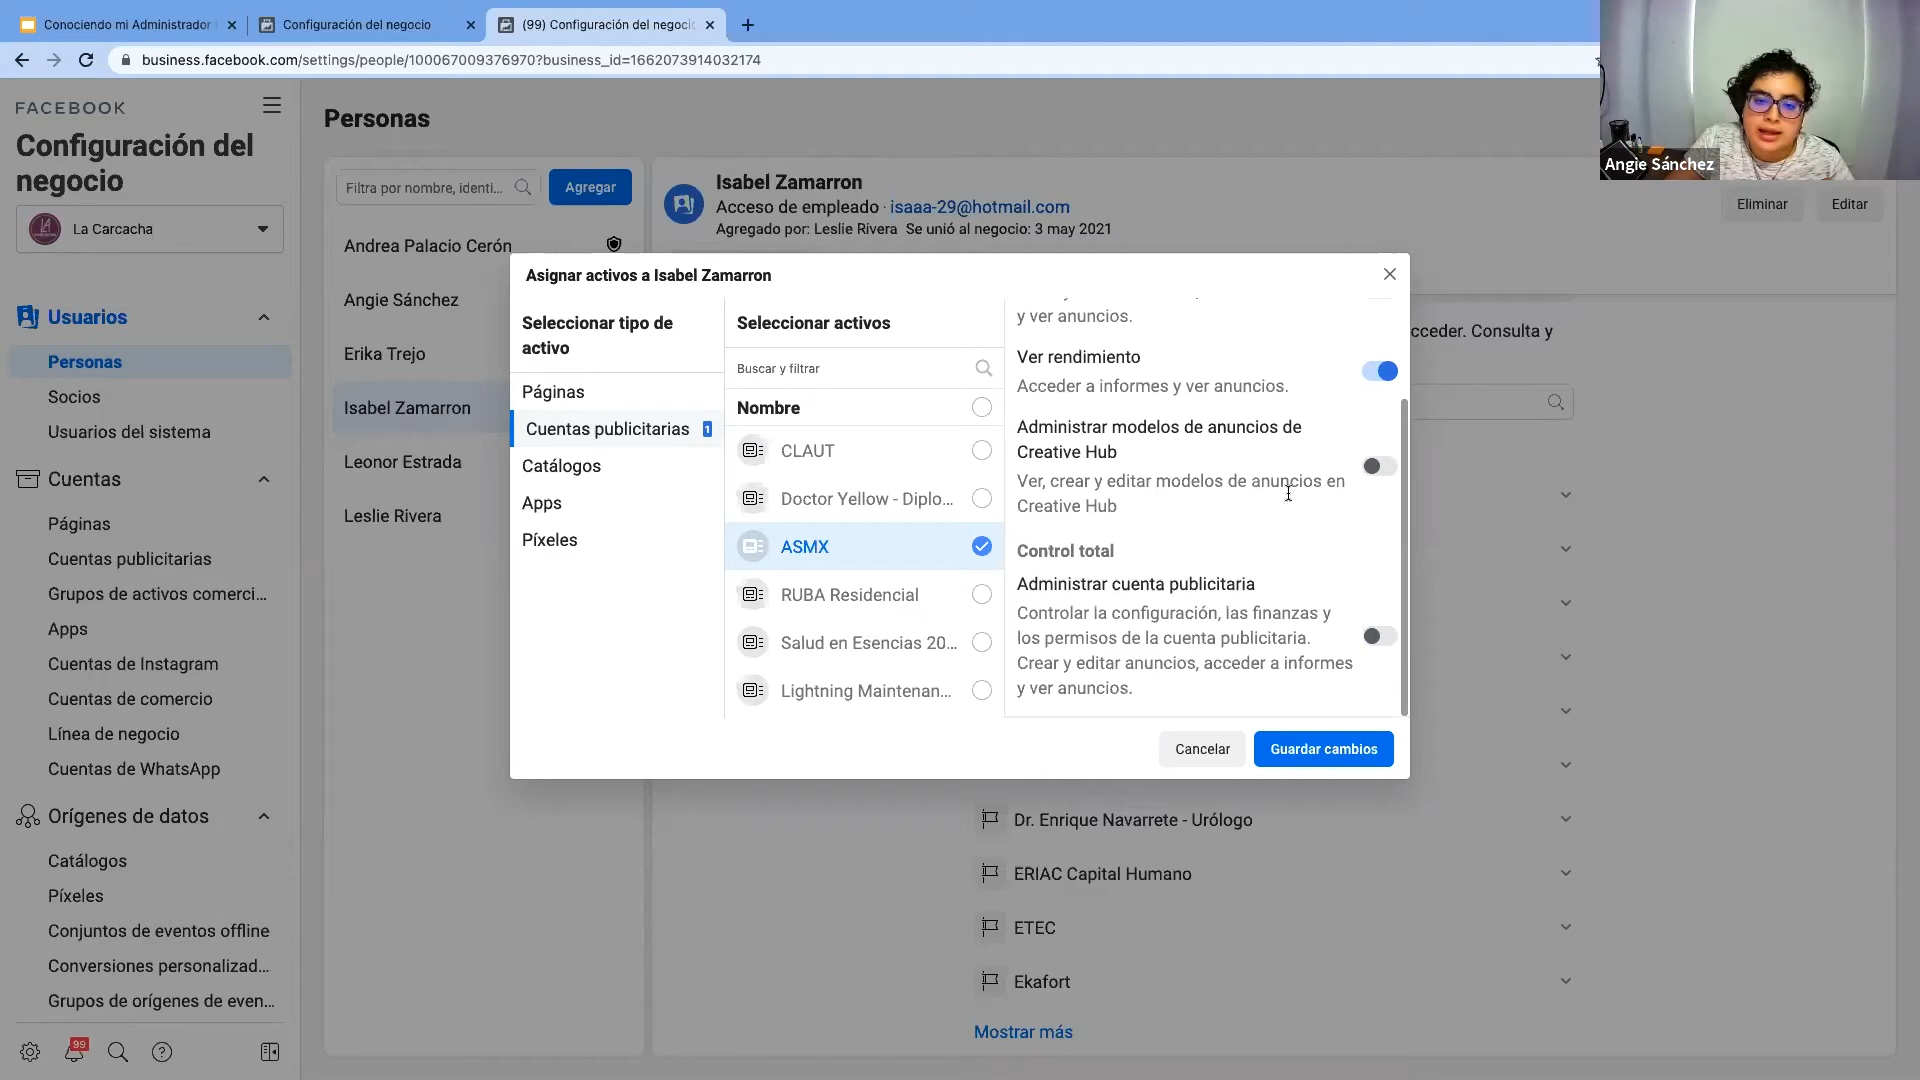 Conociendo mi Administrador
Configuración del negocio
(99) Configuración del negocio
business.facebook.com/settings/people/100067009376970?business_id=1662073914032174
Angie Sánchez
FACEBOOK
Configuración del
negocio
La Carcacha
Usuarios
Personas
Socios
Usuarios del sistema
Cuentas
Páginas
Cuentas publicitarias
Grupos de activos comerci...
Apps
Cuentas de Instagram
Cuentas de comercio
Línea de negocio
Cuentas de WhatsApp
Orígenes de datos
Catálogos
Píxeles
Conjuntos de eventos offline
Conversiones personalizad...
Grupos de orígenes de even...
99
Personas
Filtra por nombre, identi...
Agregar
Andrea Palacio Cerón
Angie Sánchez
Erika Trejo
Isabel Zamarron
Leonor Estrada
Leslie Rivera
Isabel Zamarron
Acceso de empleado · isaaa-29@hotmail.com
Agregado por: Leslie Rivera Se unió al negocio: 3 may 2021
Eliminar
Editar
cceder. Consulta y
Asignar activos a Isabel Zamarron
Seleccionar tipo de
activo
Páginas
Cuentas publicitarias 1
Catálogos
Apps
Píxeles
Seleccionar activos
Buscar y filtrar
Nombre
CLAUT
Doctor Yellow - Diplo...
ASMX
RUBA Residencial
Salud en Esencias 20...
Lightning Maintenan...
y ver anuncios.
Ver rendimiento
Acceder a informes y ver anuncios.
Administrar modelos de anuncios de
Creative Hub
Ver, crear y editar modelos de anuncios en
Creative Hub
Control total
Administrar cuenta publicitaria
Controlar la configuración, las finanzas y
los permisos de la cuenta publicitaria.
Crear y editar anuncios, acceder a informes
y ver anuncios.
Cancelar
Guardar cambios
Dr. Enrique Navarrete - Urólogo
ERIAC Capital Humano
ETEC
Ekafort
Mostrar más